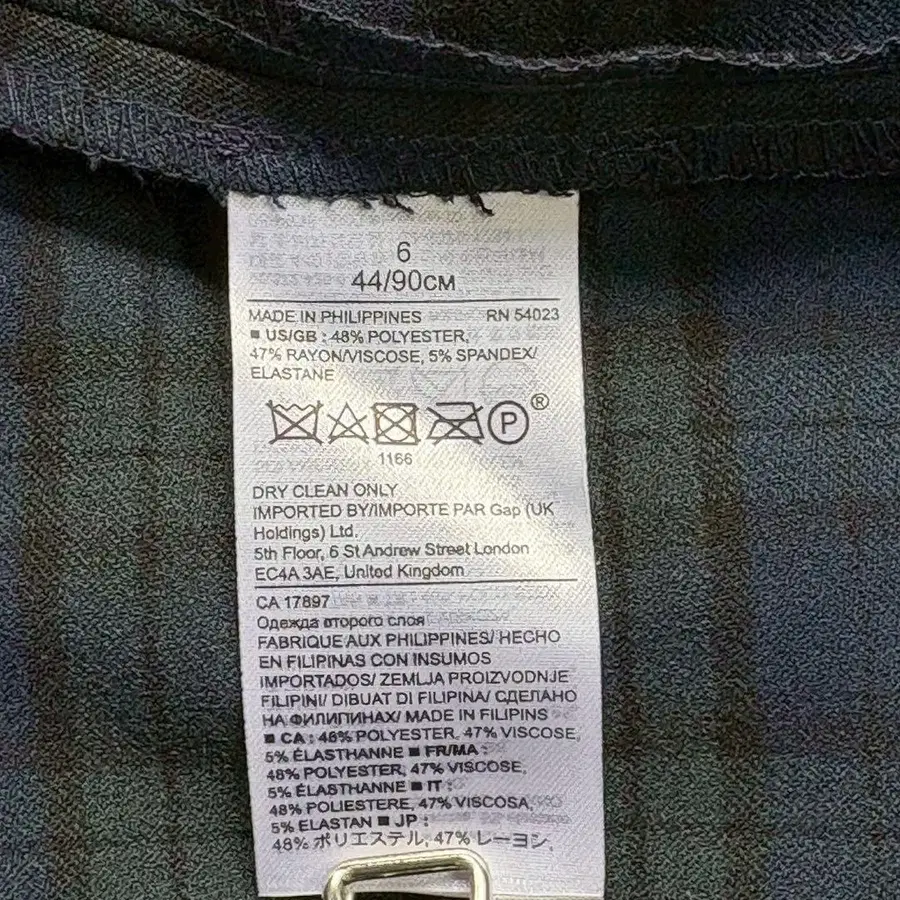 6
44/90CM
MADE IN PHILIPPINES RN 54023
■ US/GB : 48% POLYESTER,
47% RAYON/VISCOSE, 5% SPANDEX/
ELASTANE
P ®
1166
DRY CLEAN ONLY
IMPORTED BY/IMPORTE PAR Gap (UK
Holdings) Ltd.
5th Floor, 6 St Andrew Street London
EC4A 3AE, United Kingdom
CA 17897
Одежда второго слоя
FABRIQUE AUX PHILIPPINES/ HECHO
EN FILIPINAS CON INSUMOS
IMPORTADOS/ ZEMLJA PROIZVODNJE
FILIPINI/ DIBUAT DI FILIPINA/ СДЕЛАНО
НА ФИЛИПИНАХ/ MADE IN FILIPINS
■ CA : 48% POLYESTER, 47% VISCOSE,
5% ÉLASTHANNE ■ FR/MA :
48% POLYESTER, 47% VISCOSE,
5% ÉLASTHANNE ■ IT :
48% POLIESTERE, 47% VISCOSA,
5% ELASTAN ■ JP :
48% ポリエステル, 47% レーヨン,